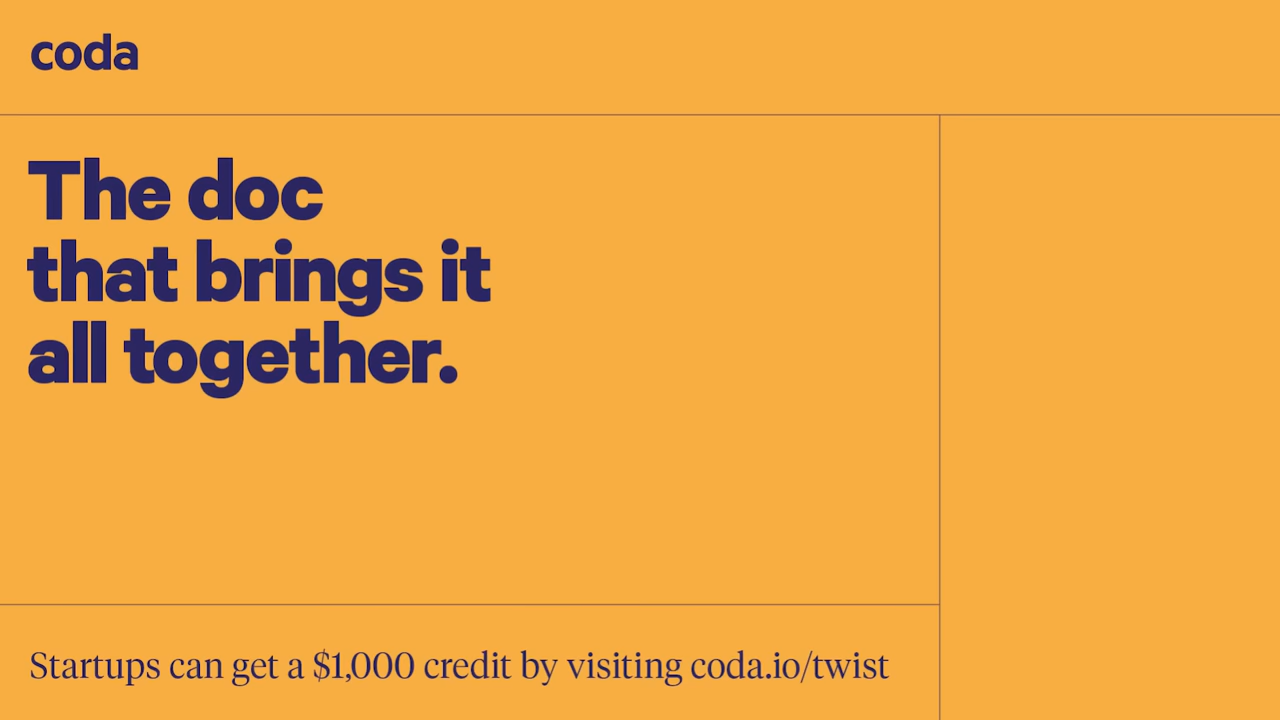 coda
The doc
that brings it
all together.
Startups can get a $1,000 credit by visiting coda.io/twist